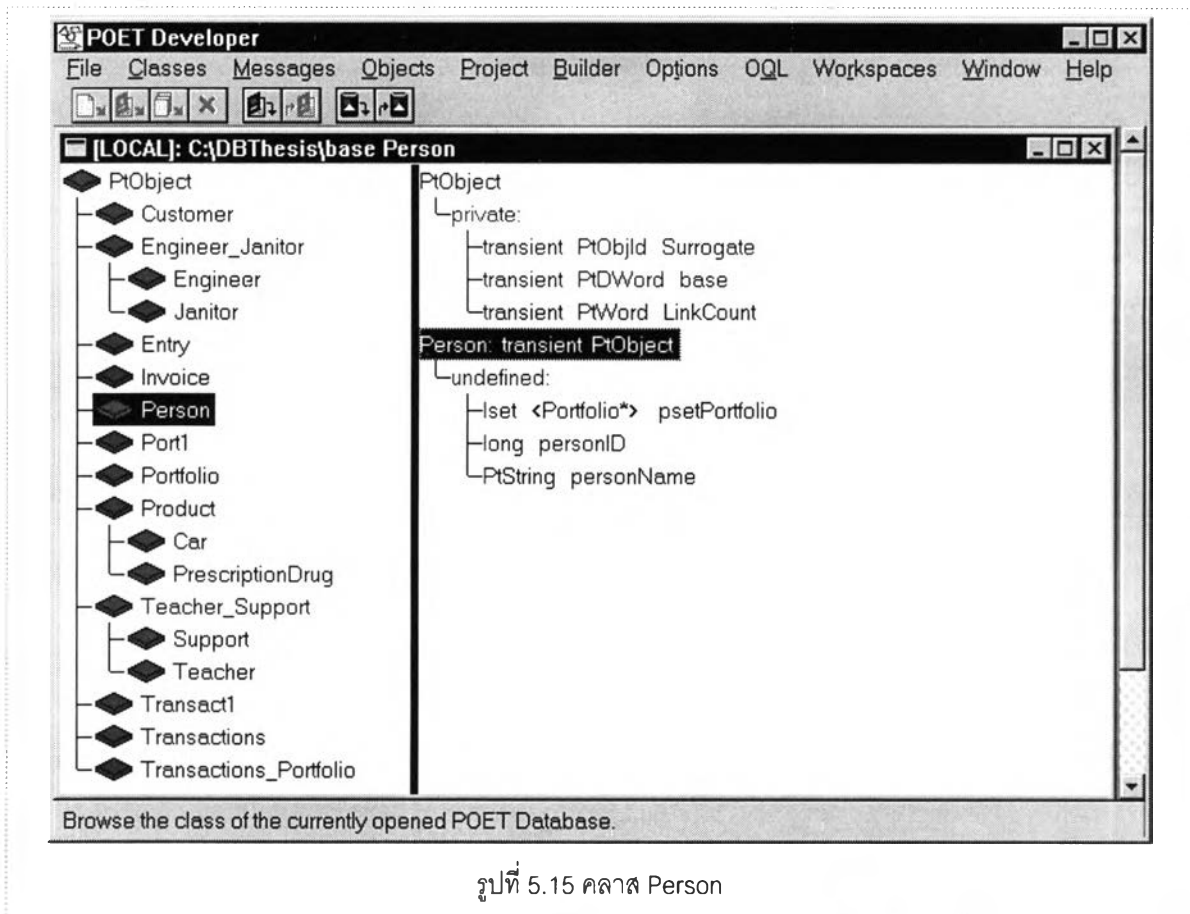 POET Developer
File Classes Messages Objects Project Builder Options OQL Workspaces Window Help
[LOCAL]: C:\DBThesis\base Person
PtObject
Customer
Engineer_Janitor
Engineer
Janitor
Entry
Invoice
Person
Port1
Portfolio
Product
Car
PrescriptionDrug
Teacher_Support
Support
Teacher
Transact1
Transactions
Transactions_Portfolio
PtObject
private:
transient PtObjId Surrogate
transient PtDWord base
transient PtWord LinkCount
Person: transient PtObject
undefined:
lset <Portfolio*> psetPortfolio
long personID
PtString personName
Browse the class of the currently opened POET Database.
รูปที่ 5.15 คลาส Person